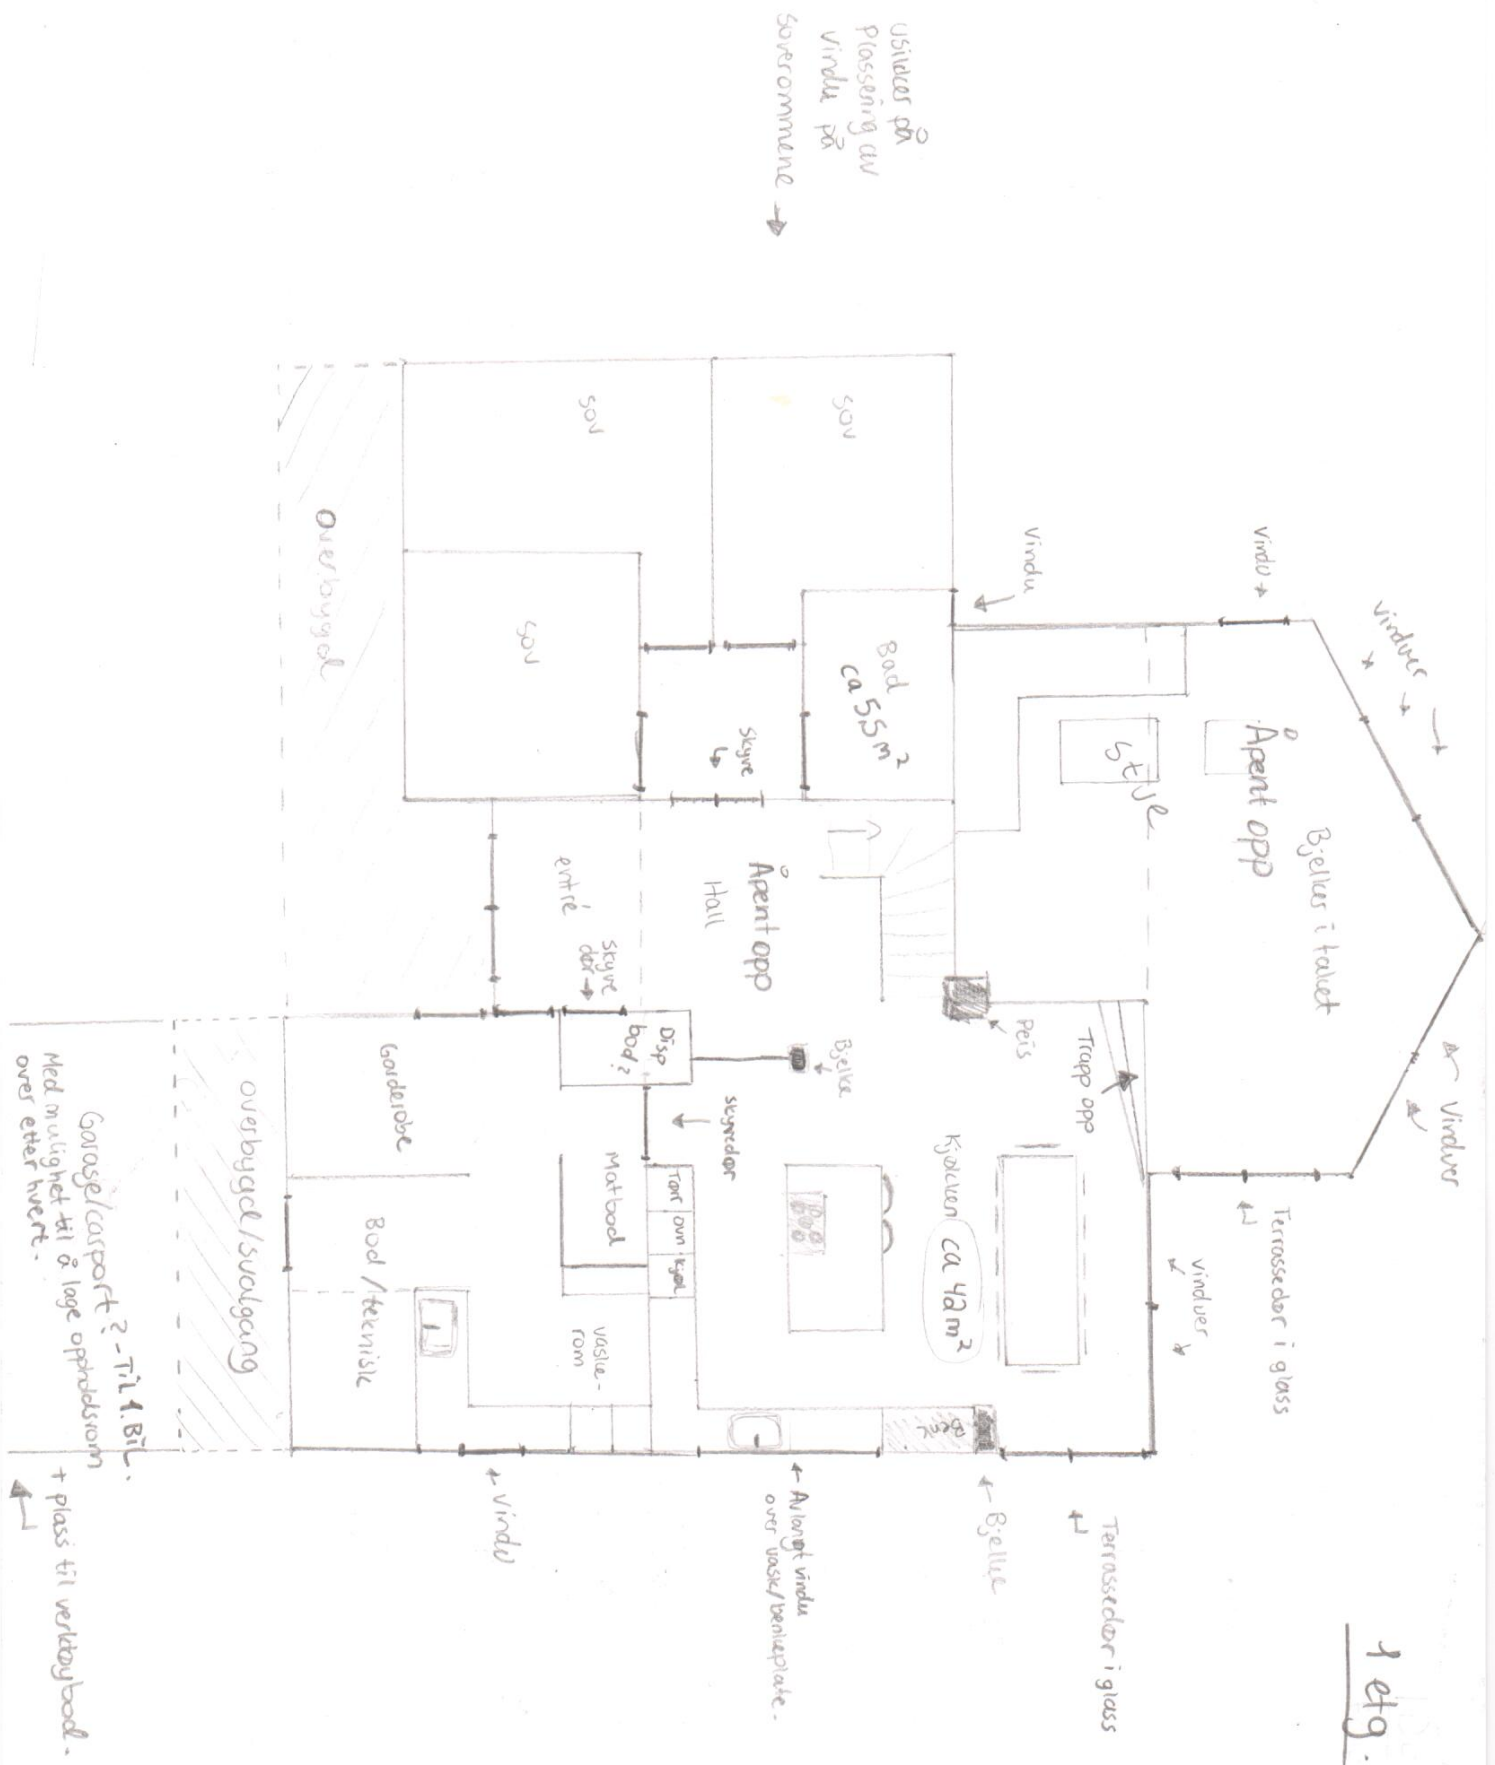 1 etg.
Vinduer
Vindu
Vindu
Vinduer
Terrassedør i glass
Vinduer
Terrassedør i glass
Bjelker i taket
Åpent opp
Stue
Trapp opp
Peis
Usikker på
plassering av
vindu på
soverommene
Sov
Bad
ca 5,5 m²
Skyve
Åpent opp
Hall
Bjelke
Kjøkken
ca 42 m²
Benk
Bjelke
Avlangt vindu
over vask/benkeplate.
Sov
Sov
entré
skyve
dør
Disp
bod?
skyvedør
Tørr
ovn
Kjøl
Matbod
vaske-
rom
Vindu
Garderobe
Bod/teknisk
overbygd
overbygd/svalgang
Garasje/carport? - Til 1. BIL.
Med mulighet til å lage oppholdsrom
over etter hvert.
+ plass til verktøybod.